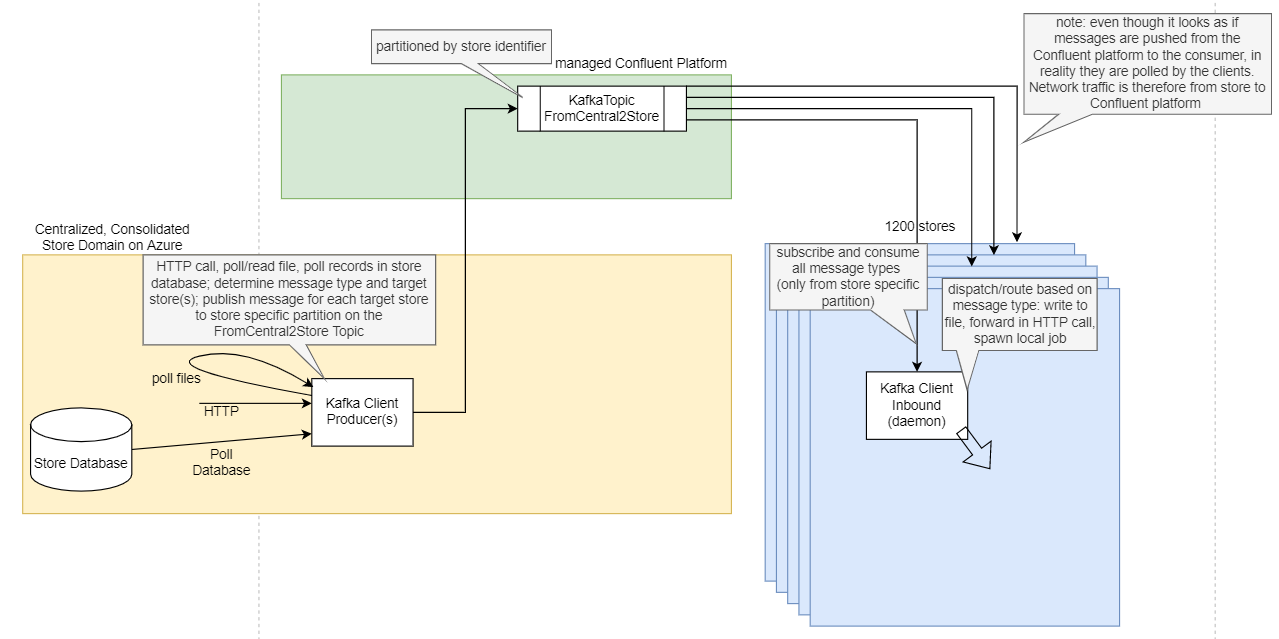 note: even though it looks as if
messages are pushed from the
Confluent platform to the consumer, in
reality they are polled by the clients.
Network traffic is therefore from store to
Confluent platform
partitioned by store identifier
managed Confluent Platform
KafkaTopic
FromCentral2Store
Centralized, Consolidated
Store Domain on Azure
1200 stores
HTTP call, poll/read file, poll records in store
database; determine message type and target
store(s); publish message for each target store
to store specific partition on the
FromCentral2Store Topic
subscribe and consume
all message types
(only from store specific
partition)
dispatch/route based on
message type: write to
file, forward in HTTP call,
spawn local job
poll files
HTTP
Kafka Client
Producer(s)
Kafka Client
Inbound
(daemon)
Store Database
Poll
Database